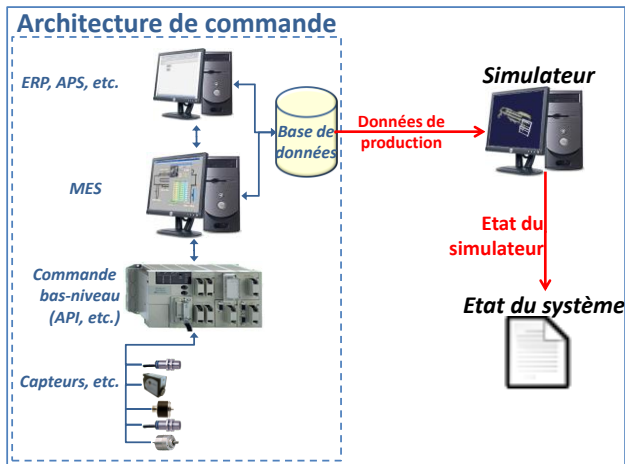 Architecture de commande
ERP, APS, etc.
Base de
données
MES
Commande
bas-niveau
(API, etc.)
Capteurs, etc.
Données de
production
Simulateur
Etat du
simulateur
Etat du système